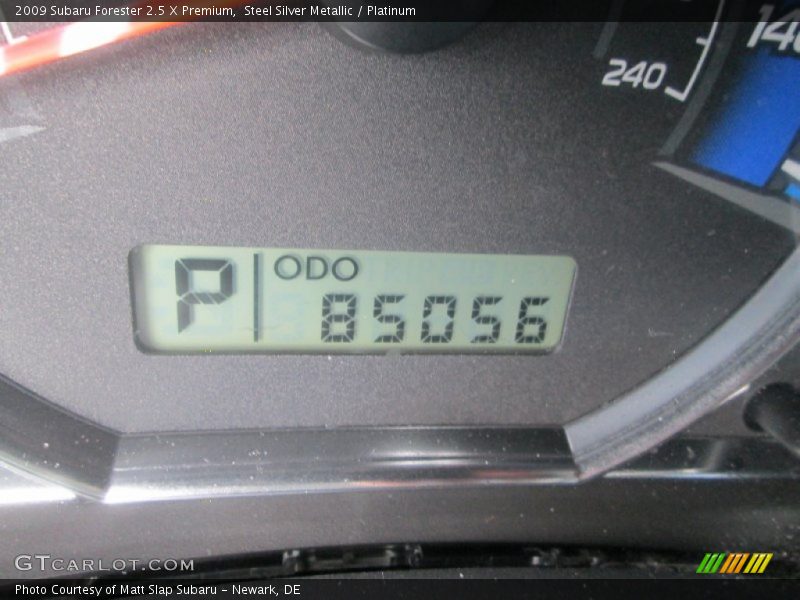 2009 Subaru Forester 2.5 X Premium,  Steel Silver Metallic / Platinum
240
140
P
ODO
85056
GTCARLOT.COM
Photo Courtesy of Matt Slap Subaru - Newark, DE